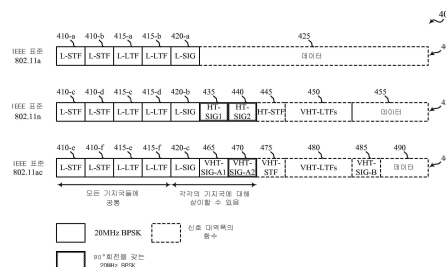 40
410-a 410-b 415-a 415-b 420-a 425
IEEE 표준 802.11a
L-STF L-STF L-LTF L-LTF L-SIG 데이터
410-c 410-d 415-c 415-d 420-b 435 440 445 450 455
IEEE 표준 802.11n
L-STF L-STF L-LTF L-LTF L-SIG HT-SIG1 HT-SIG2 HT-STF VHT-LTFs 데이터
410-e 410-f 415-e 415-f 420-c 465 470 475 480 485 490
IEEE 표준 802.11ac
L-STF L-STF L-LTF L-LTF L-SIG VHT-SIG-A1 VHT-SIG-A2 VHT-STF VHT-LTFs VHT-SIG-B 데이터
모든 기지국들에 공통
각각의 기지국에 대해 상이할 수 있음
20MHz BPSK
신호 대역폭의 함수
90°회전을 갖는
20MHz BPSK